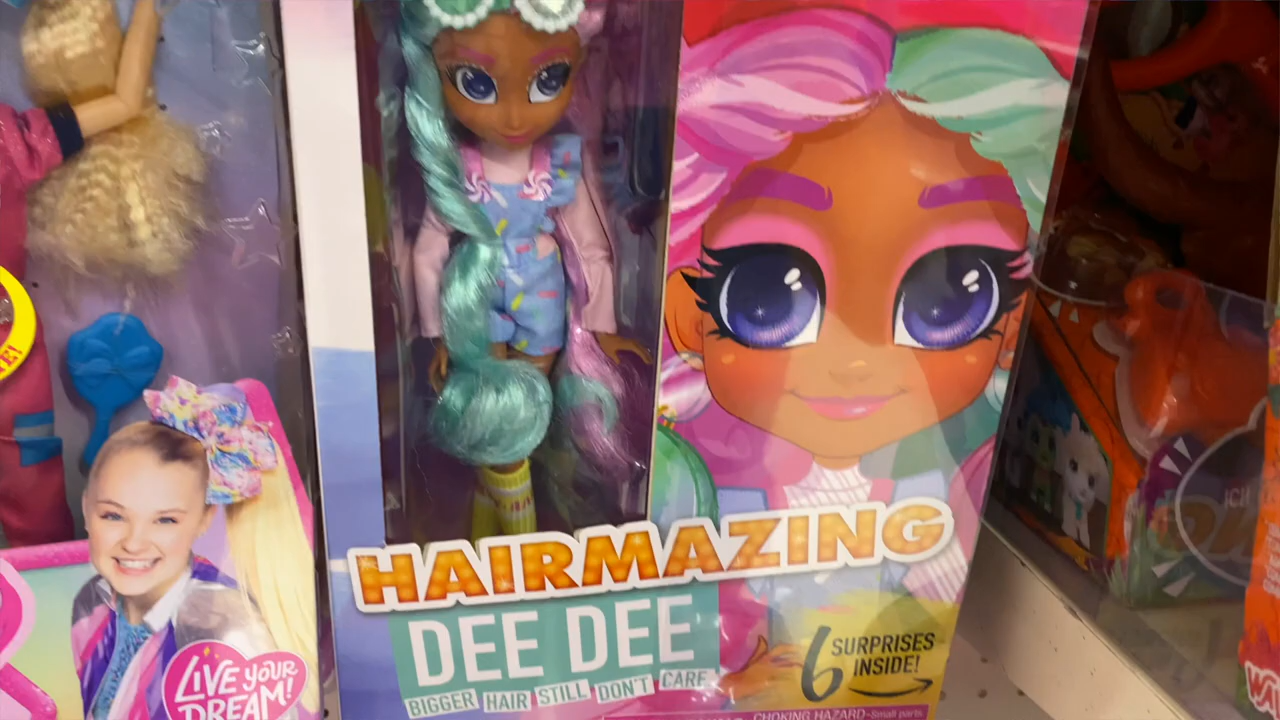 E!
LIVE YOUR
DREAM!
HAIRMAZING
DEE DEE
BIGGER HAIR STILL DON'T CARE
6 SURPRISES
INSIDE!
CHOKING HAZARD-Small parts.